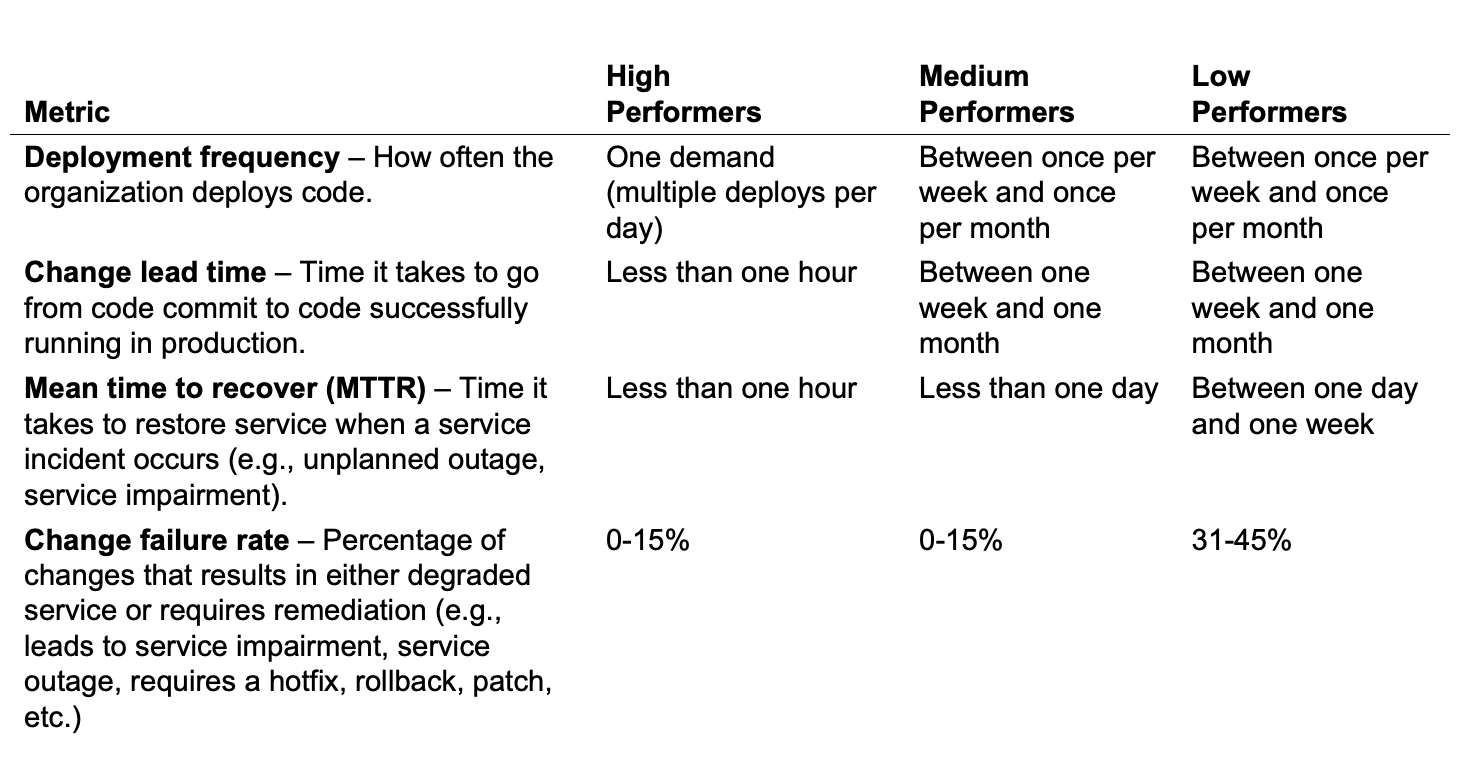 High Medium Low
Metric Performers Performers Performers
Deployment frequency – How often the One demand Between once per Between once per
organization deploys code. (multiple deploys per week and once week and once
day) per month per month
Change lead time – Time it takes to go Less than one hour Between one Between one
from code commit to code successfully week and one week and one
running in production. month month
Mean time to recover (MTTR) – Time it Less than one hour Less than one day Between one day
takes to restore service when a service and one week
incident occurs (e.g., unplanned outage,
service impairment).
Change failure rate – Percentage of 0-15% 0-15% 31-45%
changes that results in either degraded
service or requires remediation (e.g.,
leads to service impairment, service
outage, requires a hotfix, rollback, patch,
etc.)